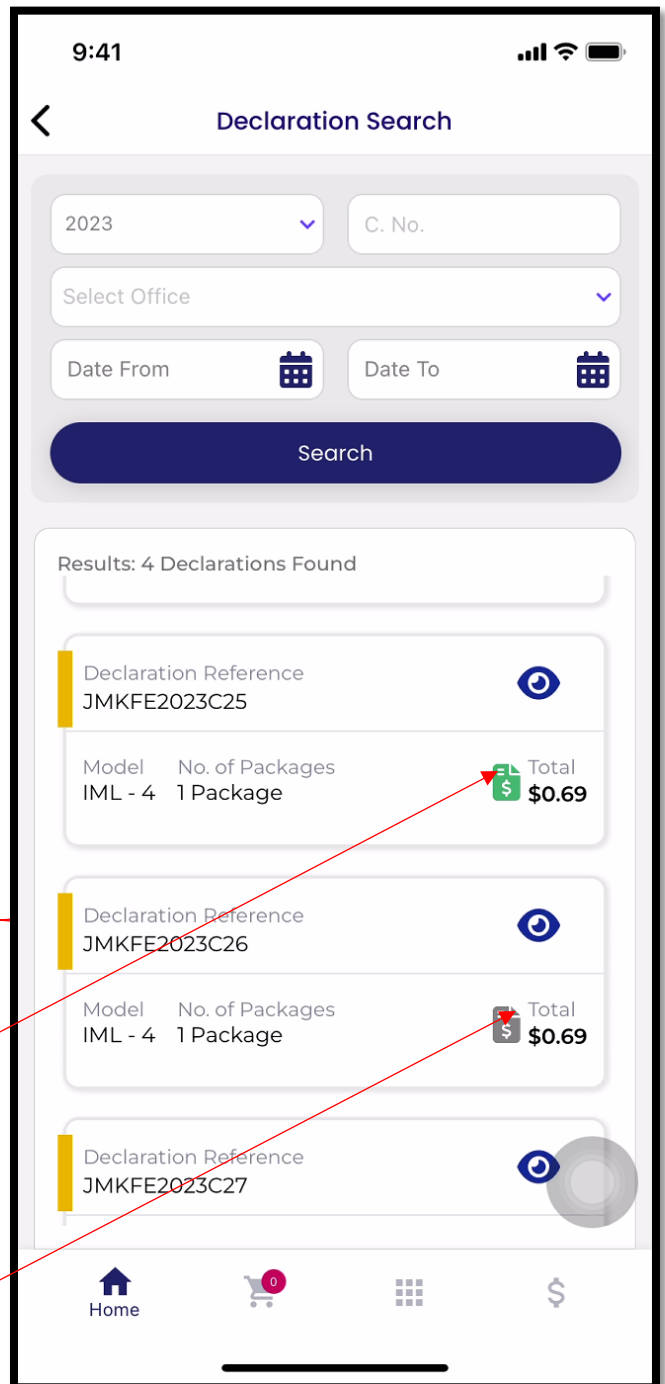 9:41
Declaration Search
2023
C. No.
Select Office
Date From
Date To
Search
Results: 4 Declarations Found
Declaration Reference
JMKFE2023C25
Model No. of Packages Total
IML - 4 1 Package $0.69
Declaration Reference
JMKFE2023C26
Model No. of Packages Total
IML - 4 1 Package $0.69
Declaration Reference
JMKFE2023C27
0
Home